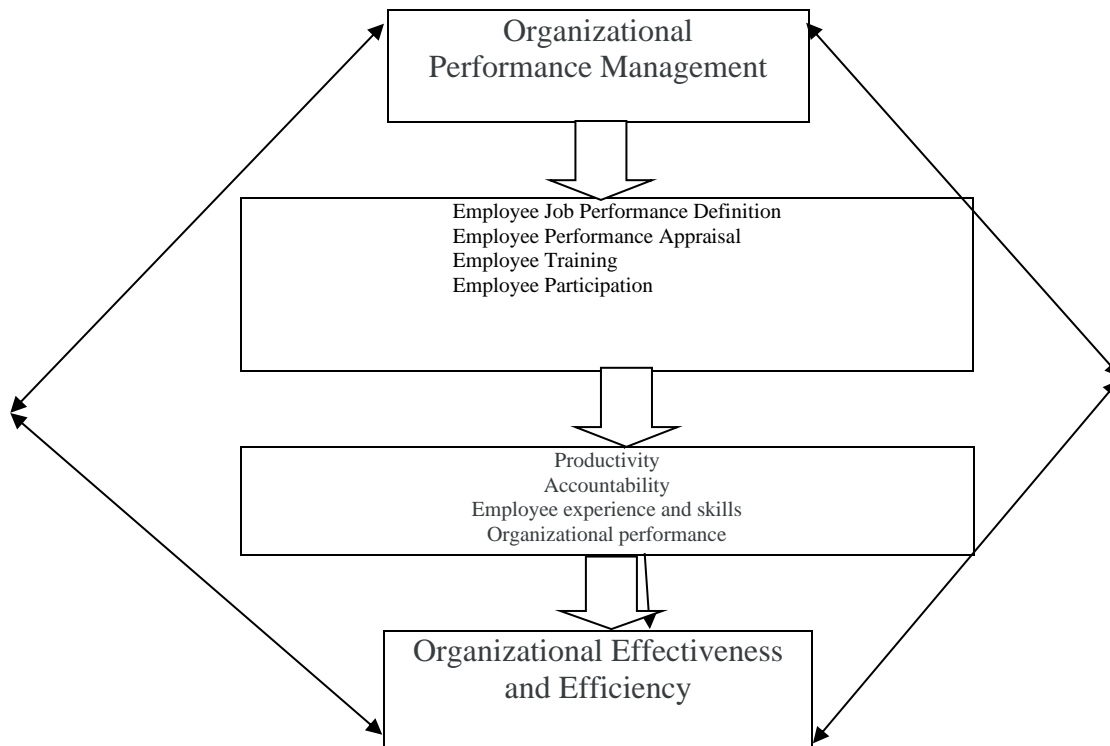 Organizational
Performance Management
Employee Job Performance Definition
Employee Performance Appraisal
Employee Training
Employee Participation
Productivity
Accountability
Employee experience and skills
Organizational performance
Organizational Effectiveness
and Efficiency